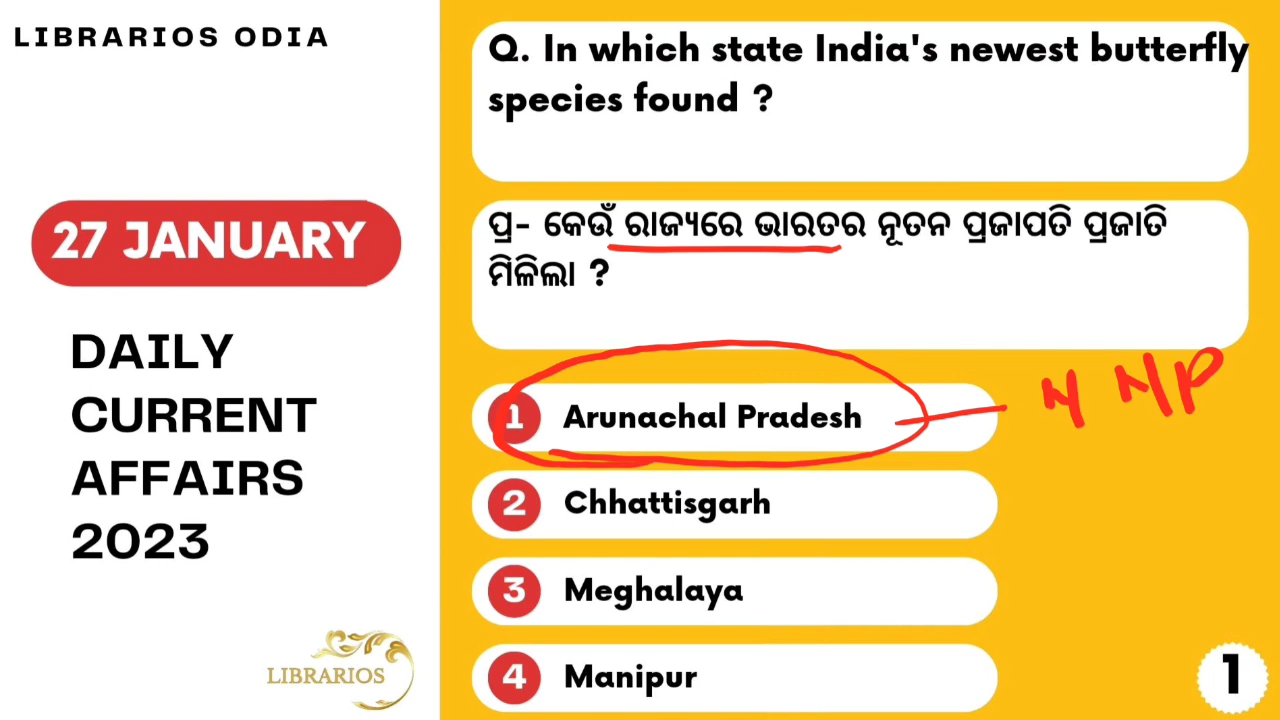 LIBRARIOS ODIA
27 JANUARY
DAILY
CURRENT
AFFAIRS
2023
LIBRARIOS
Q. In which state India's newest butterfly
species found ?
ପ୍ର- କେଉଁ ରାଜ୍ୟରେ ଭାରତର ନୂତନ ପ୍ରଜାପତି ପ୍ରଜାତି
ମିଳିଲା ?
1 Arunachal Pradesh
2 Chhattisgarh
3 Meghalaya
4 Manipur
1